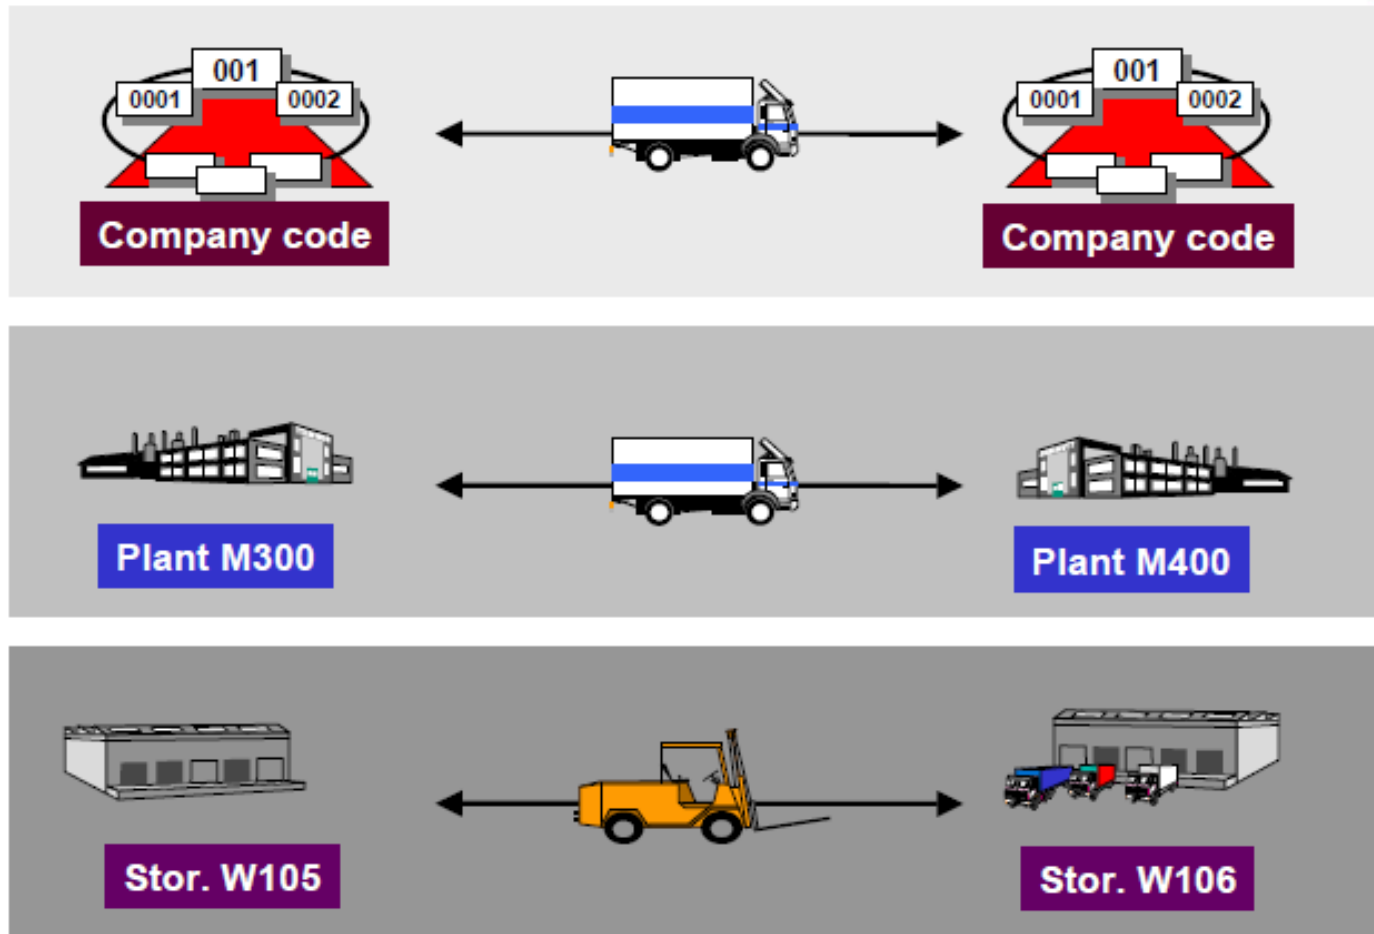 001
0001
0002
Company code
001
0001
0002
Company code
Plant M300
Plant M400
Stor. W105
Stor. W106